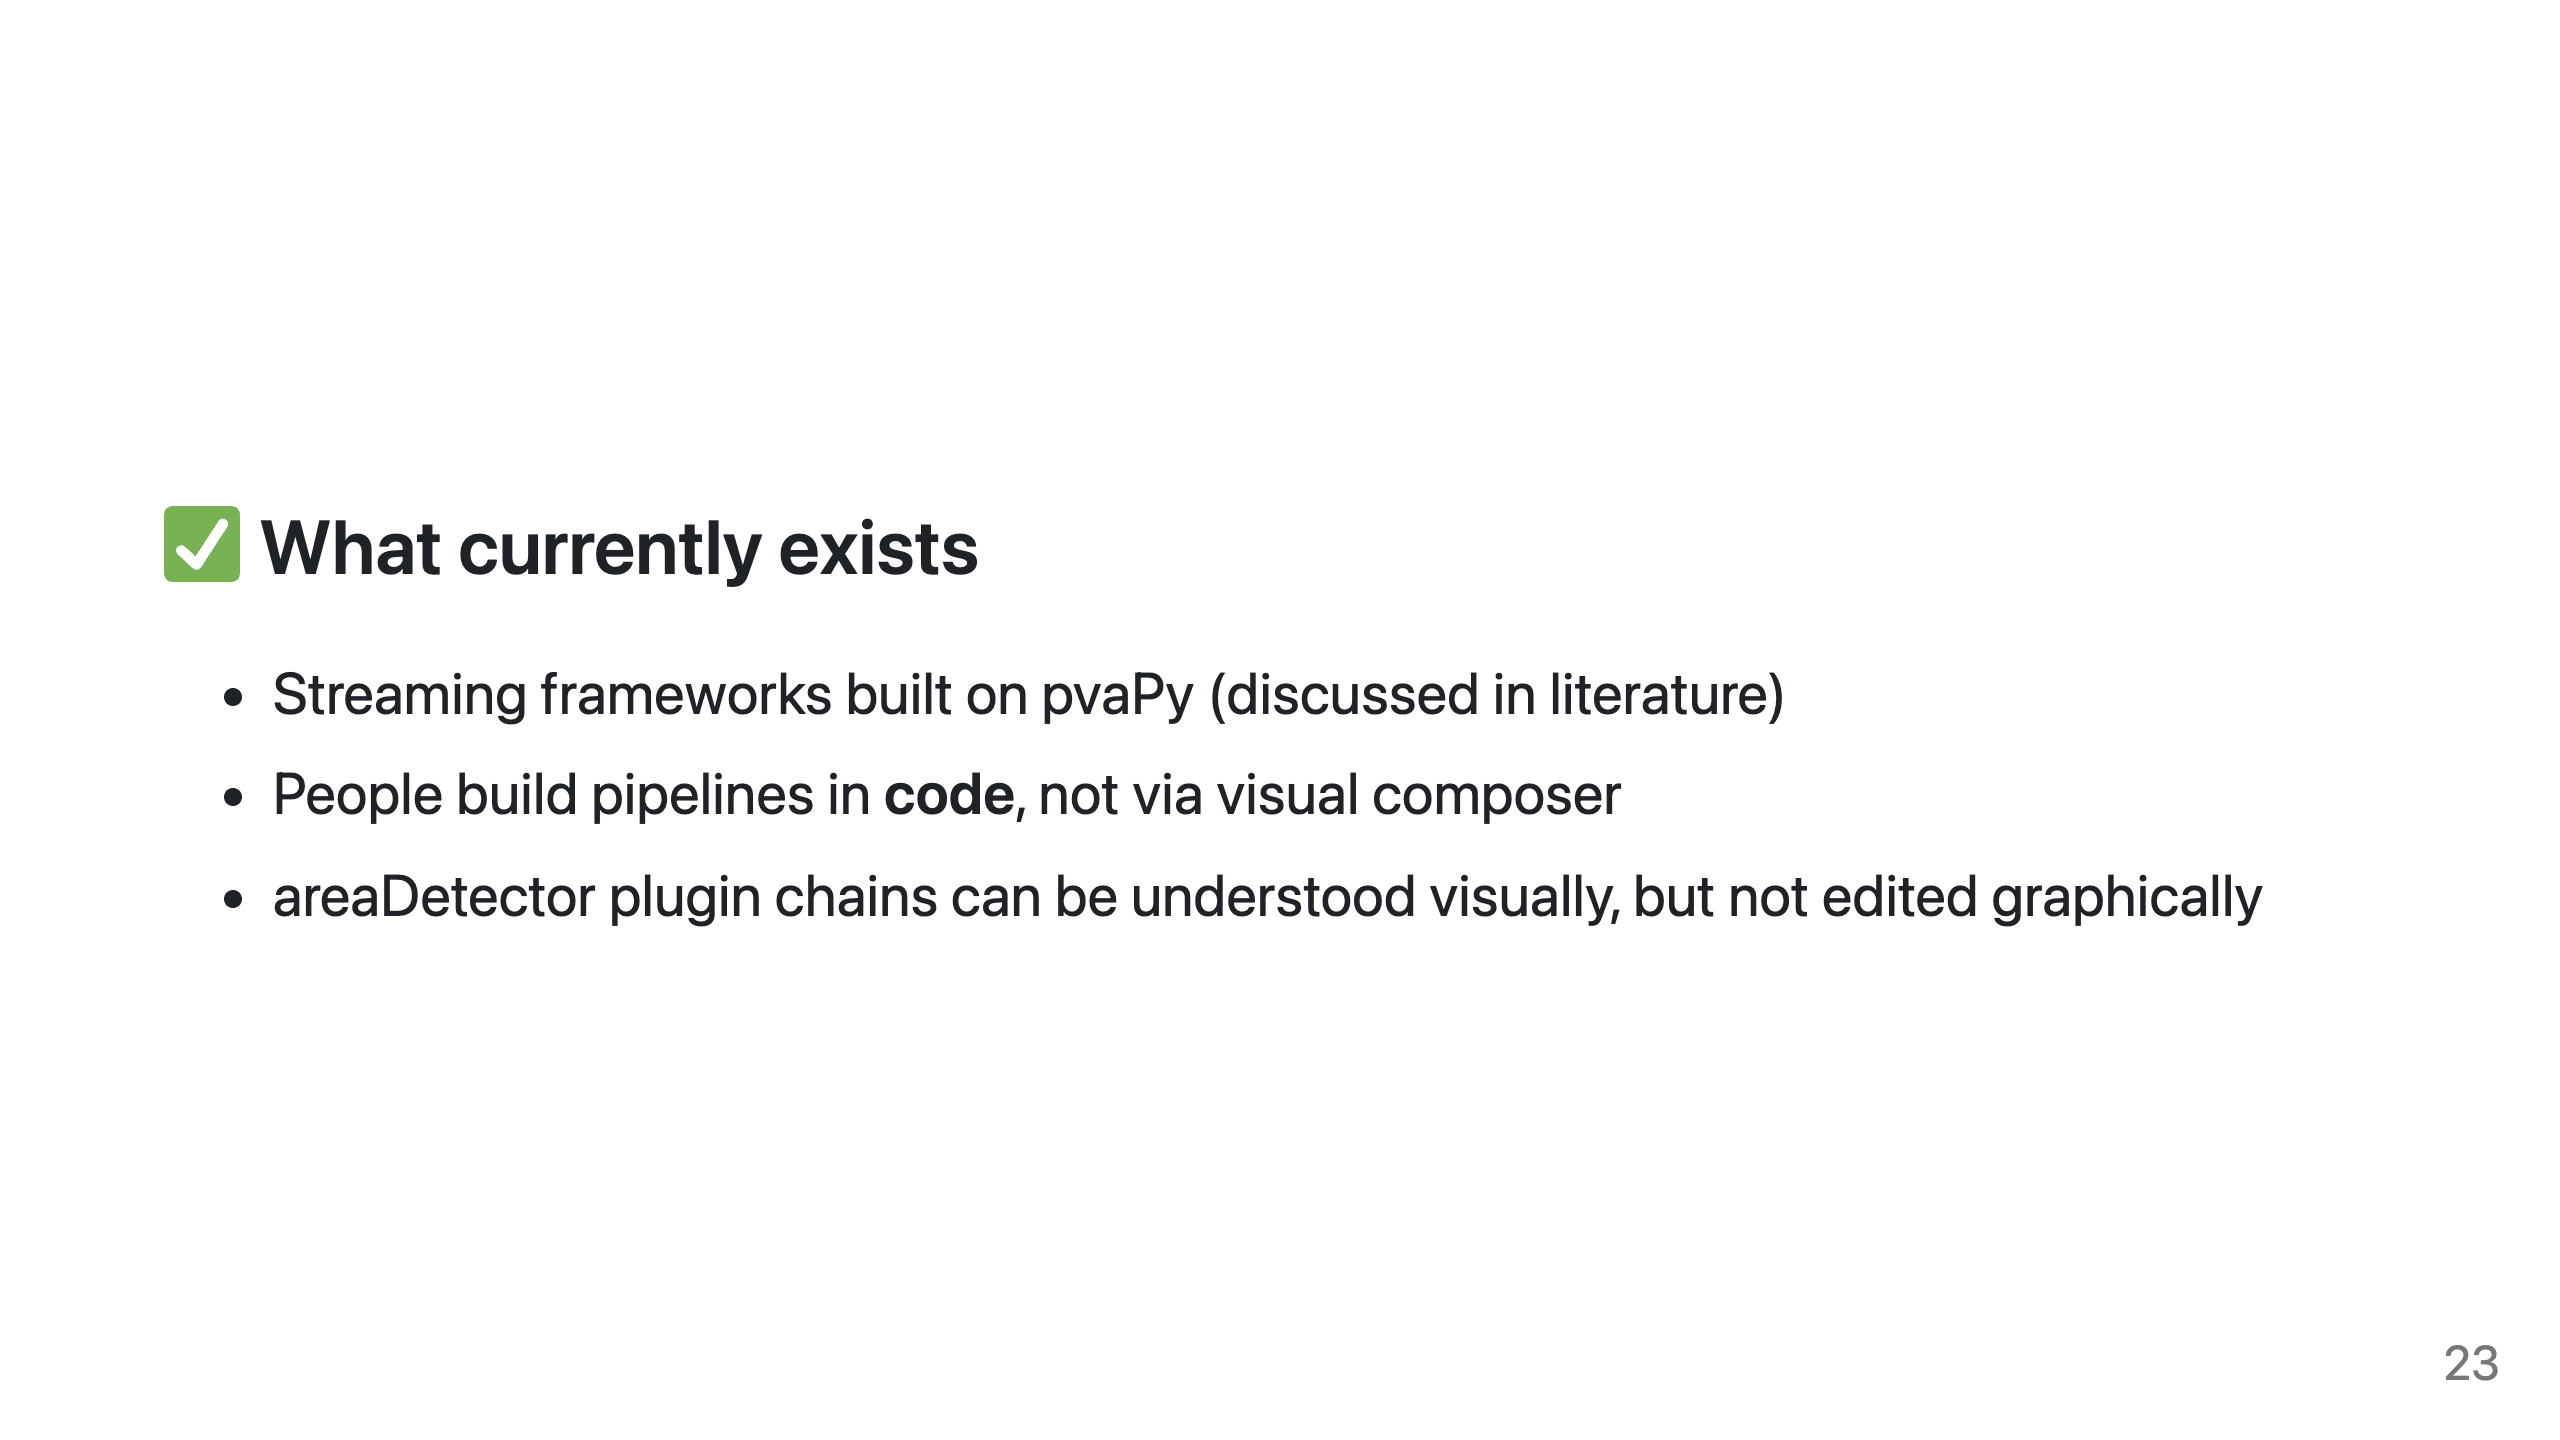 ✅ What currently exists
• Streaming frameworks built on pvaPy (discussed in literature)
• People build pipelines in code, not via visual composer
• areaDetector plugin chains can be understood visually, but not edited graphically
23